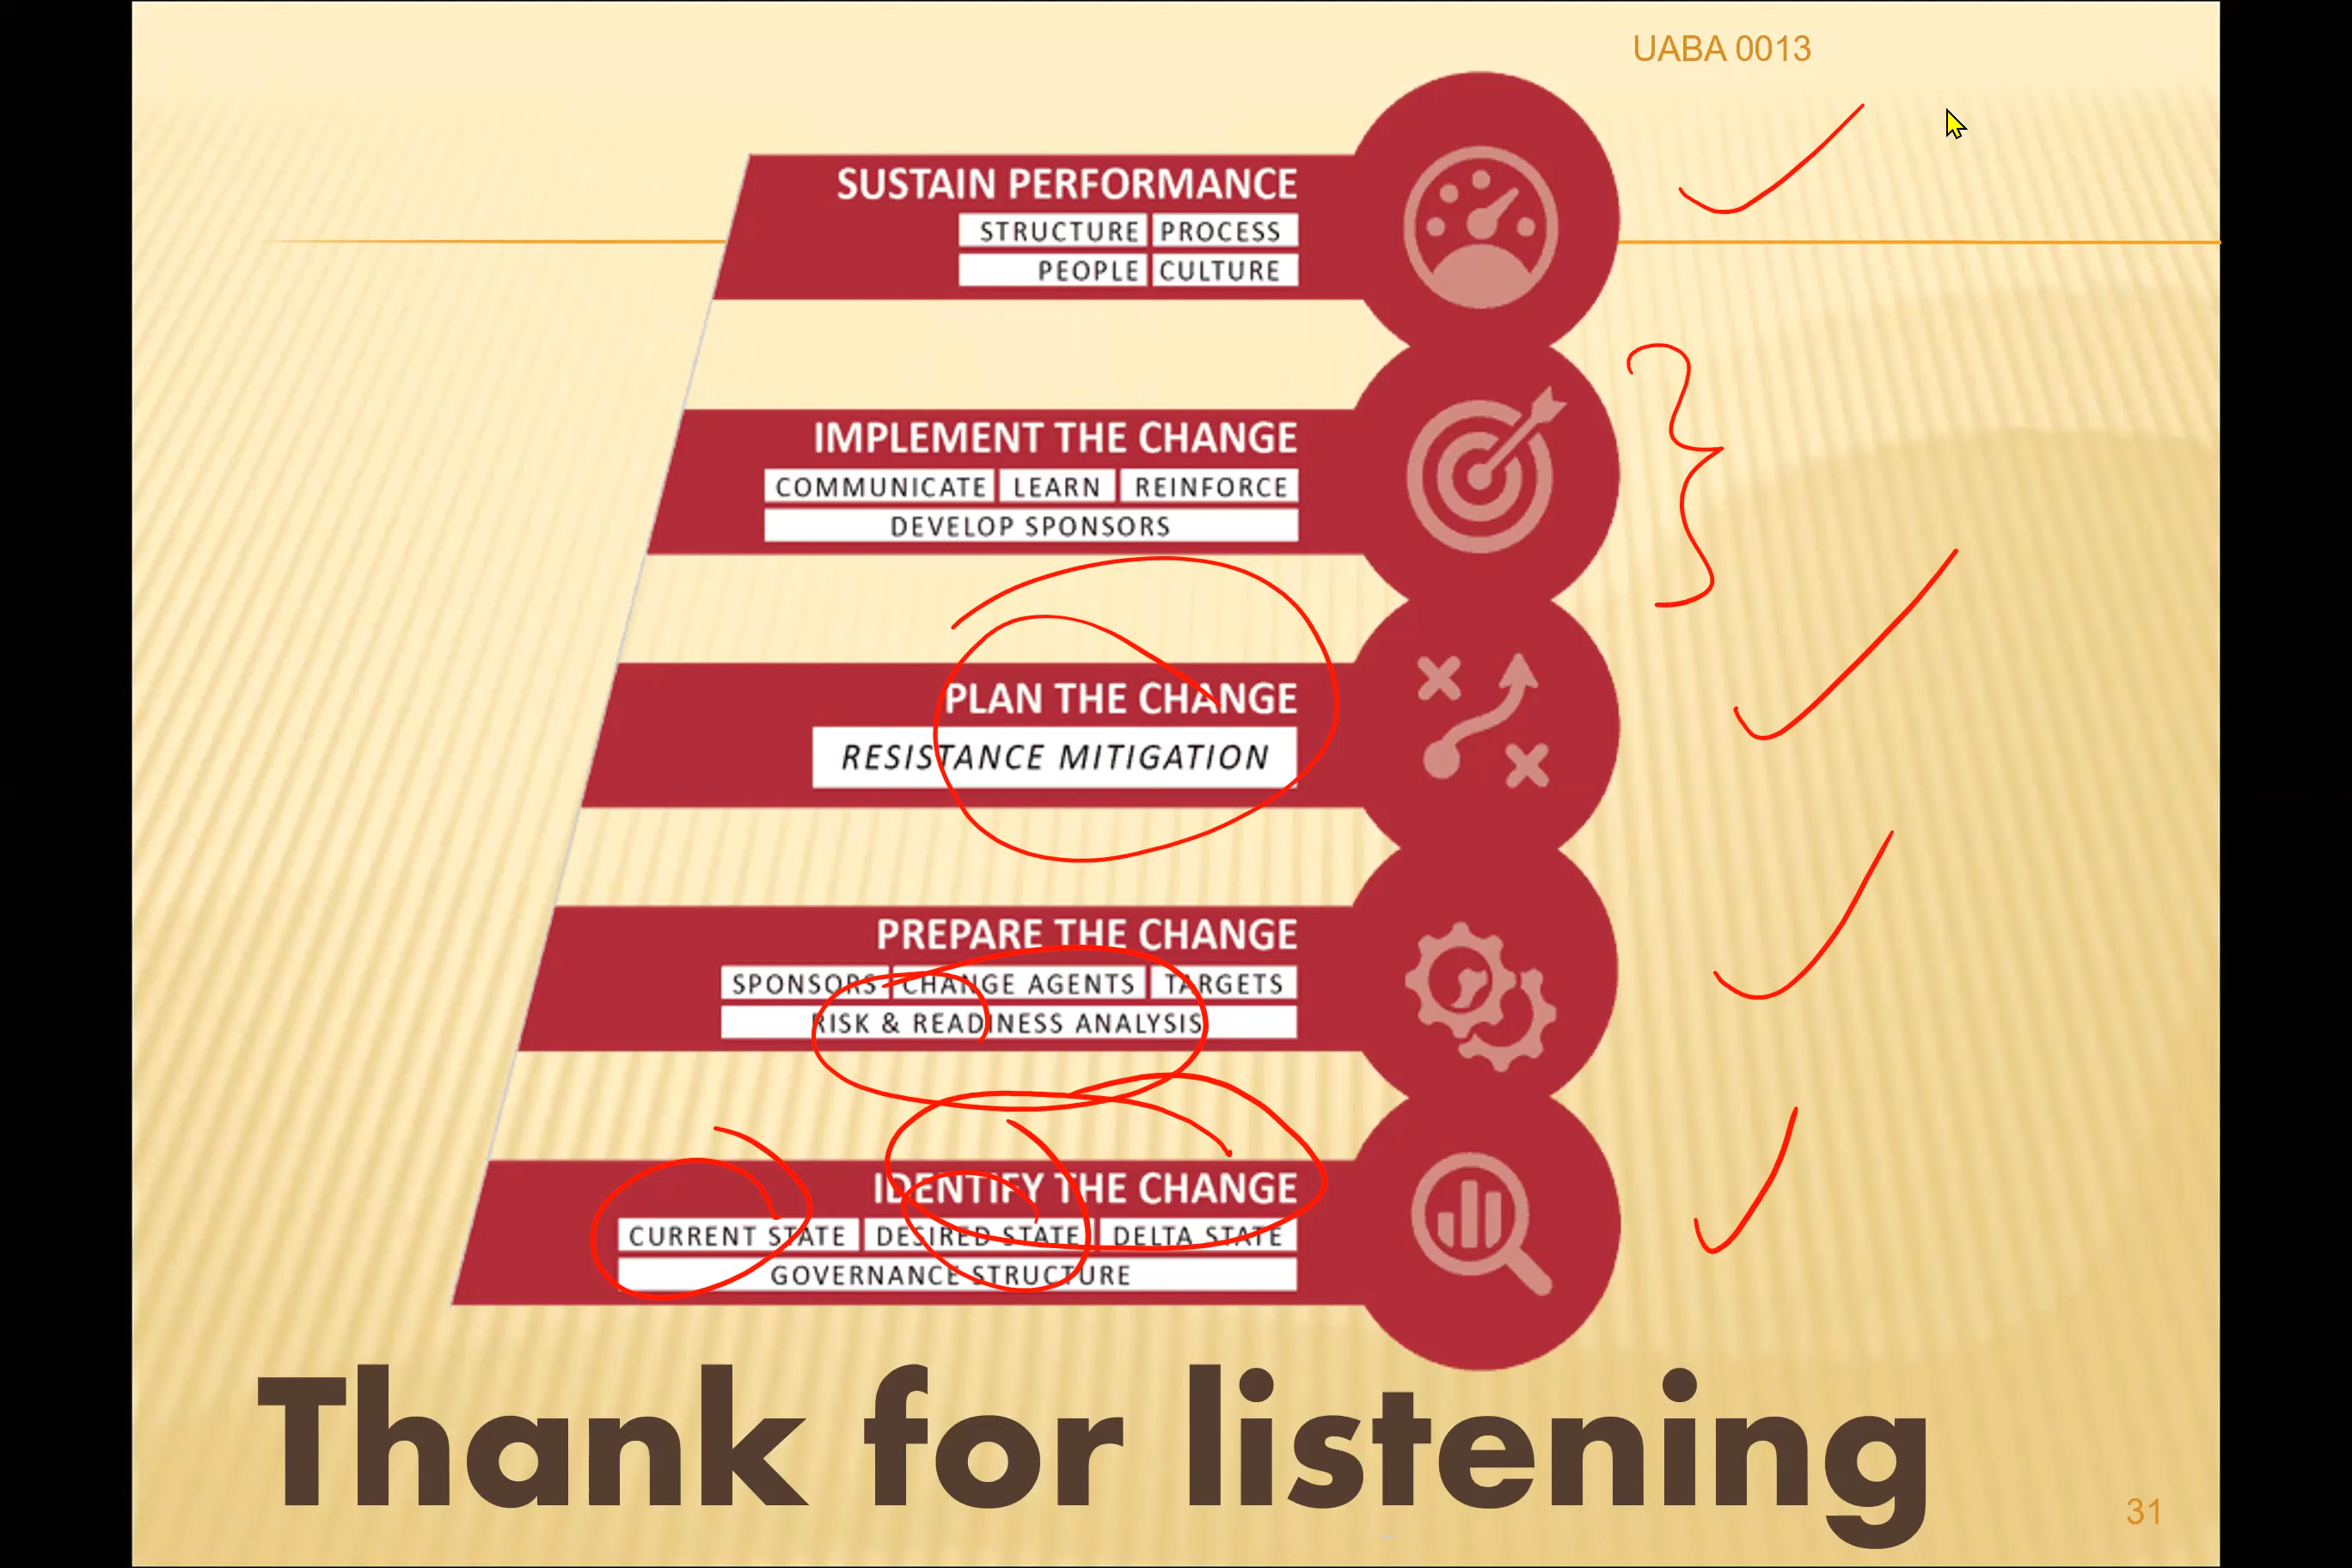 UABA 0013
SUSTAIN PERFORMANCE
STRUCTURE PROCESS
PEOPLE CULTURE
IMPLEMENT THE CHANGE
COMMUNICATE LEARN REINFORCE
DEVELOP SPONSORS
PLAN THE CHANGE
RESISTANCE MITIGATION
PREPARE THE CHANGE
SPONSORS CHANGE AGENTS TARGETS
RISK & READINESS ANALYSIS
IDENTIFY THE CHANGE
CURRENT STATE DESIRED STATE DELTA STATE
GOVERNANCE STRUCTURE
Thank for listening
31